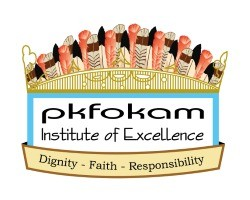 pkfokam
Institute of Excellence
Dignity - Faith - Responsibility